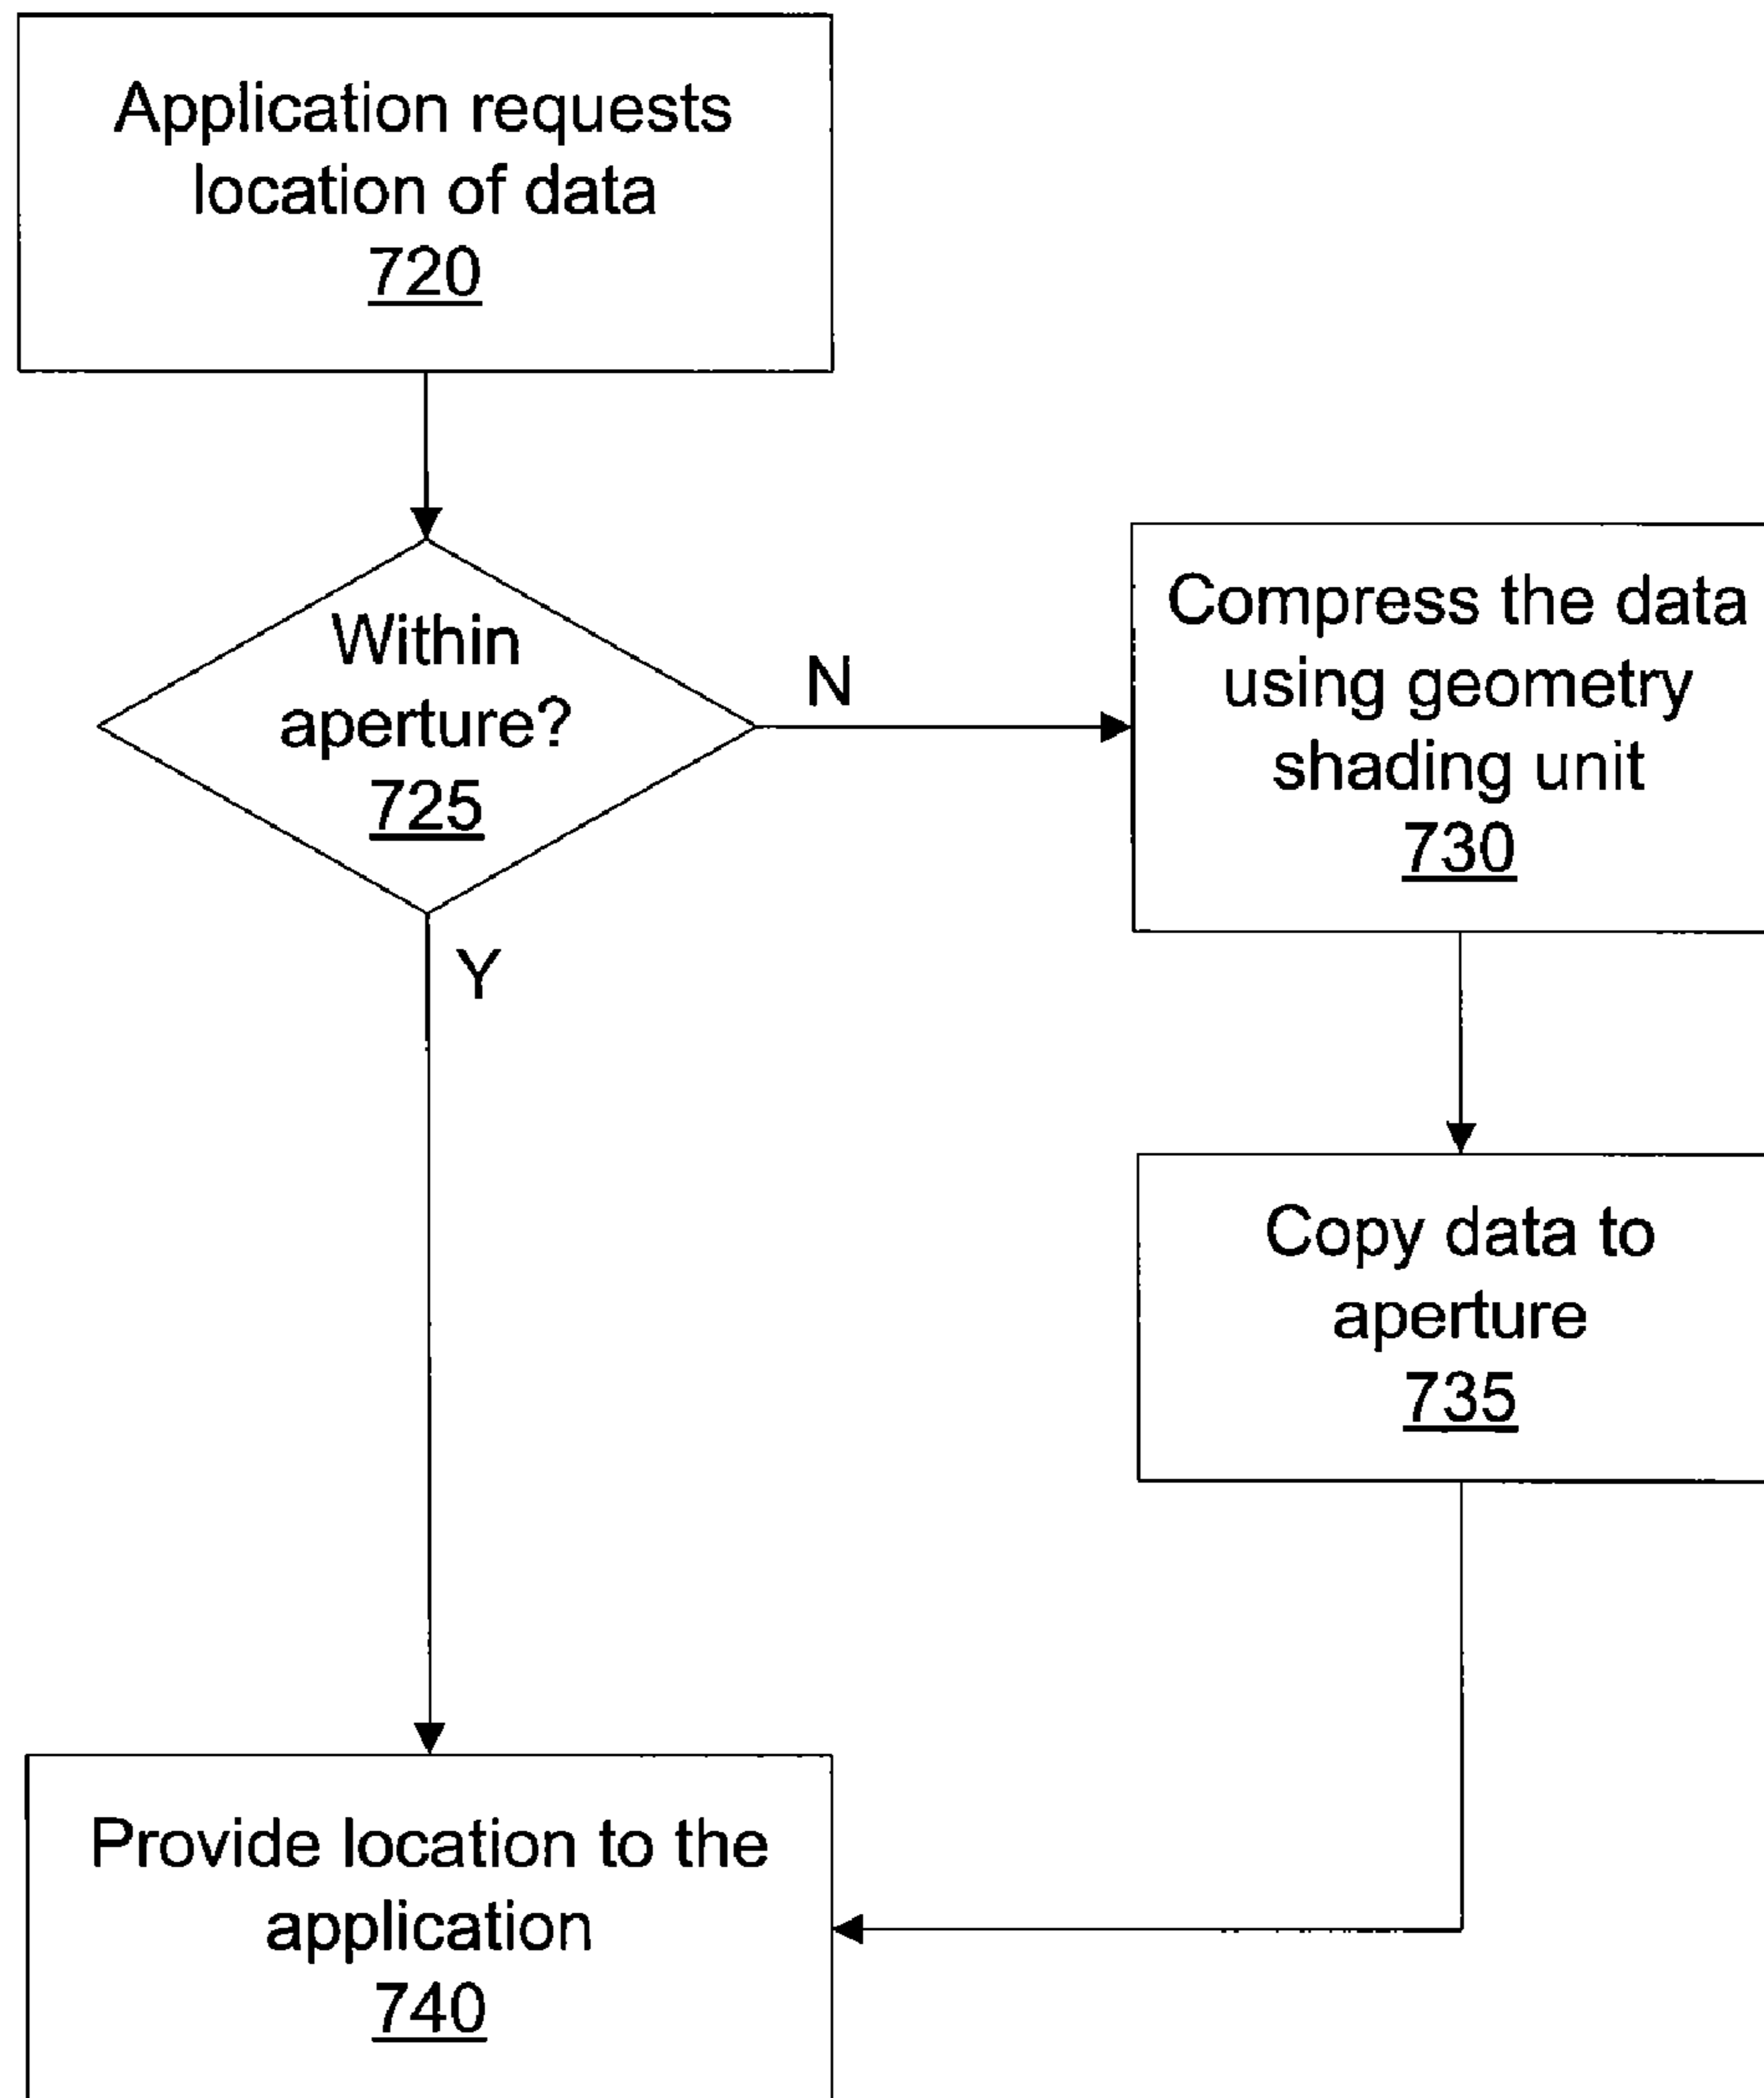 Application requests
location of data
720
Within
aperture?
725
N
Y
Compress the data
using geometry
shading unit
730
Copy data to
aperture
735
Provide location to the
application
740